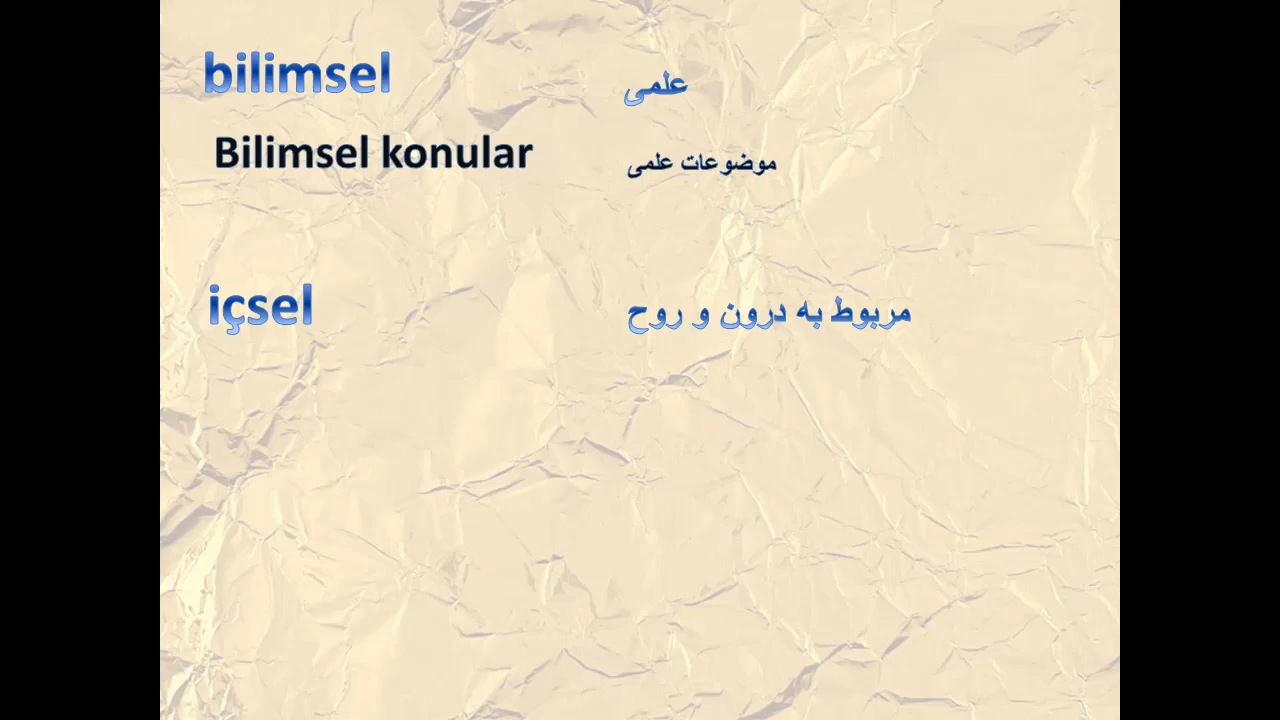 bilimsel علمی
Bilimsel konular موضوعات علمی
içsel مربوط به درون و روح